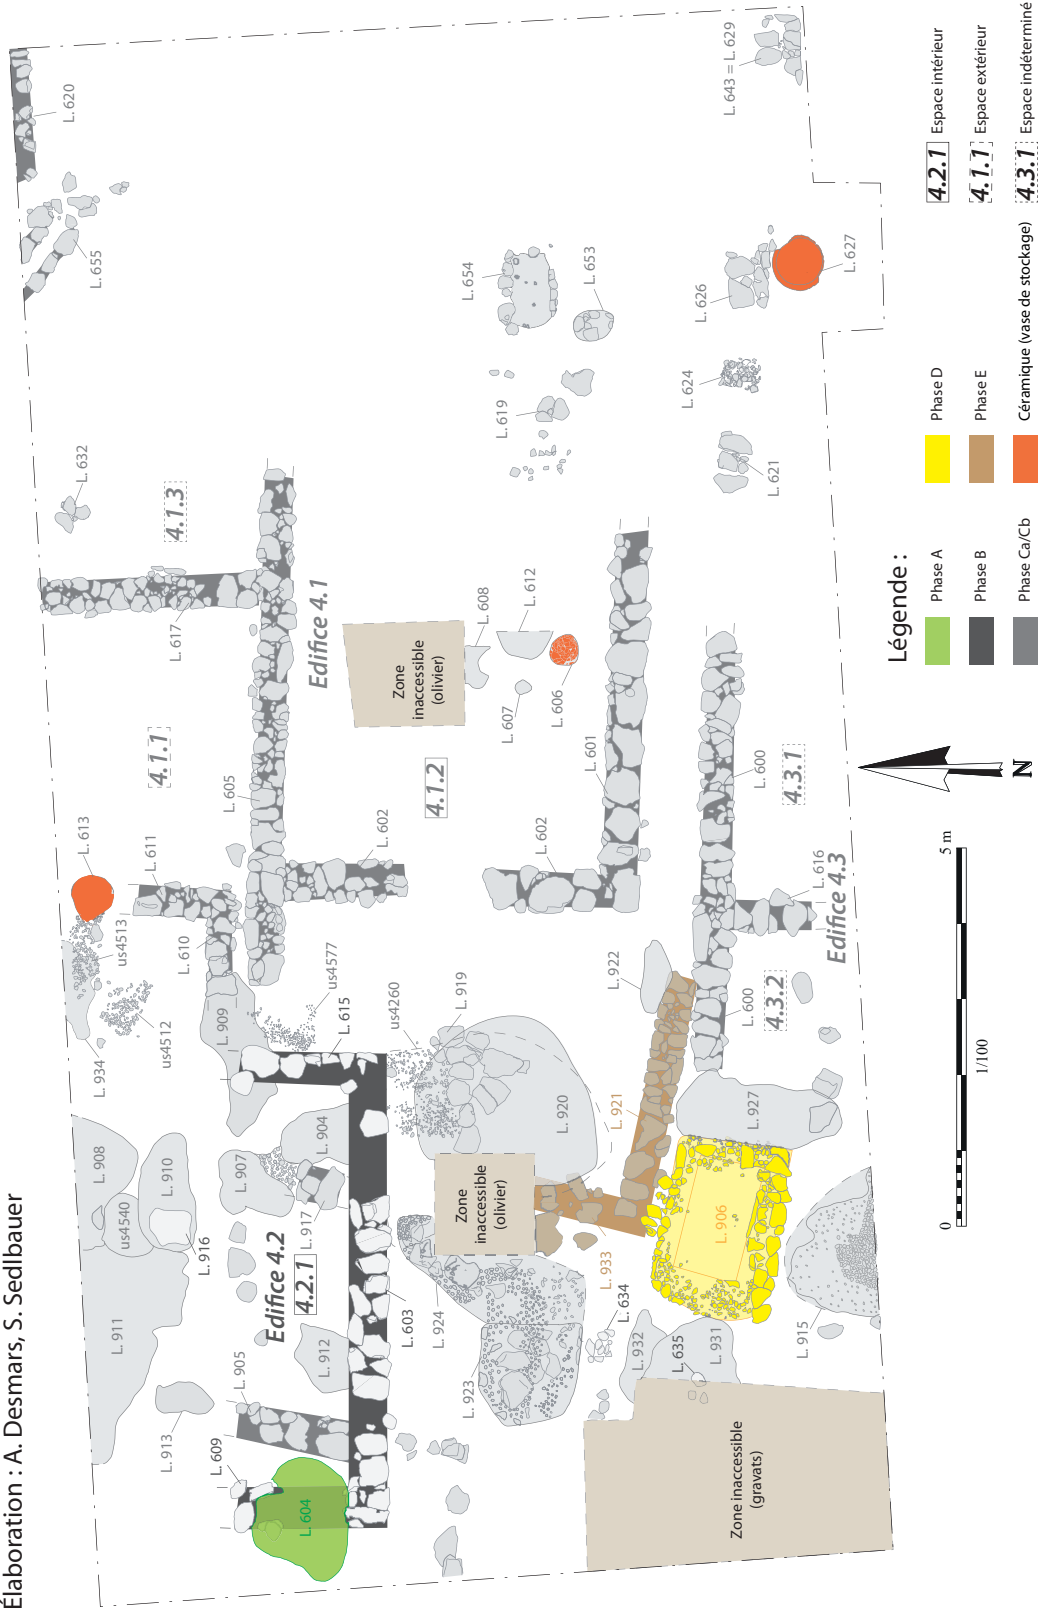 Élaboration : A. Desmars, S. Sedlbauer
L.620
L.655
L.632
4.1.3
L.617
4.1.1
L.605
L.613
L.611
us4513
us4512
L.610
L.934
L.909
us4577
L.615
L.908
us4540
L.910
L.916
L.911
L.907
L.904
L.917
Edifice 4.2
4.2.1
L.912
L.905
L.913
L.609
L.604
L.603
Edifice 4.1
Zone
inaccessible
(olivier)
L.608
L.612
L.607
L.606
4.1.2
L.602
L.602
L.601
us4260
L.919
L.920
L.922
L.921
Zone
inaccessible
(olivier)
L.933
L.924
L.923
L.634
L.932
L.635
L.931
L.906
L.927
L.915
Zone inaccessible
(gravats)
L.654
L.653
L.619
L.643 = L.629
L.626
L.627
L.624
L.621
L.600
4.3.1
L.616
Edifice 4.3
L.600
4.3.2
Légende :
Phase A
Phase B
Phase Ca/Cb
Phase D
Phase E
Céramique (vase de stockage)
4.2.1 Espace intérieur
4.1.1 Espace extérieur
4.3.1 Espace indéterminé
N
0
5 m
1/100